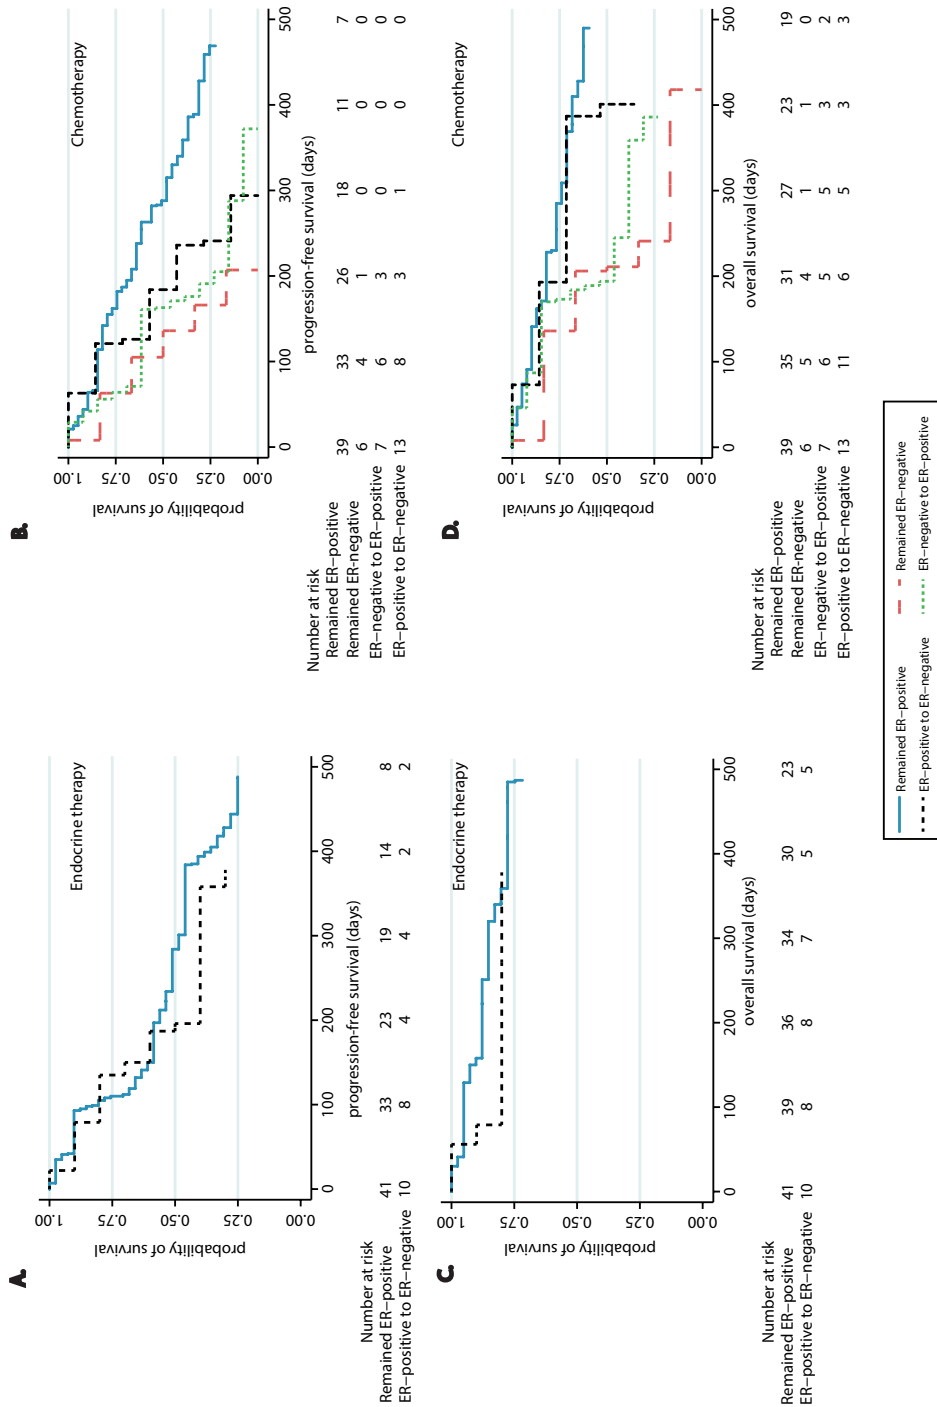 A.
Endocrine therapy
probability of survival
1.00
0.75
0.50
0.25
0.00
0 100 200 300 400 500
progression-free survival (days)
Number at risk
Remained ER−positive 41 33 23 19 14 8
ER−positive to ER−negative 10 8 4 4 2 2
B.
Chemotherapy
probability of survival
1.00
0.75
0.50
0.25
0.00
0 100 200 300 400 500
progression-free survival (days)
Number at risk
Remained ER−positive 39 33 26 18 11 7
Remained ER-negative 6 4 1 0 0 0
ER−negative to ER−positive 7 6 3 0 0 0
ER−positive to ER−negative 13 8 3 1 0 0
C.
Endocrine therapy
probability of survival
1.00
0.75
0.50
0.25
0.00
0 100 200 300 400 500
overall survival (days)
Number at risk
Remained ER−positive 41 39 36 34 30 23
ER−positive to ER−negative 10 8 8 7 5 5
D.
Chemotherapy
probability of survival
1.00
0.75
0.50
0.25
0.00
0 100 200 300 400 500
overall survival (days)
Number at risk
Remained ER−positive 39 35 31 27 23 19
Remained ER-negative 6 5 4 1 1 0
ER−negative to ER−positive 7 6 5 5 3 2
ER−positive to ER−negative 13 11 6 5 3 3
Remained ER−positive Remained ER−negative
ER−positive to ER−negative ER−negative to ER−positive